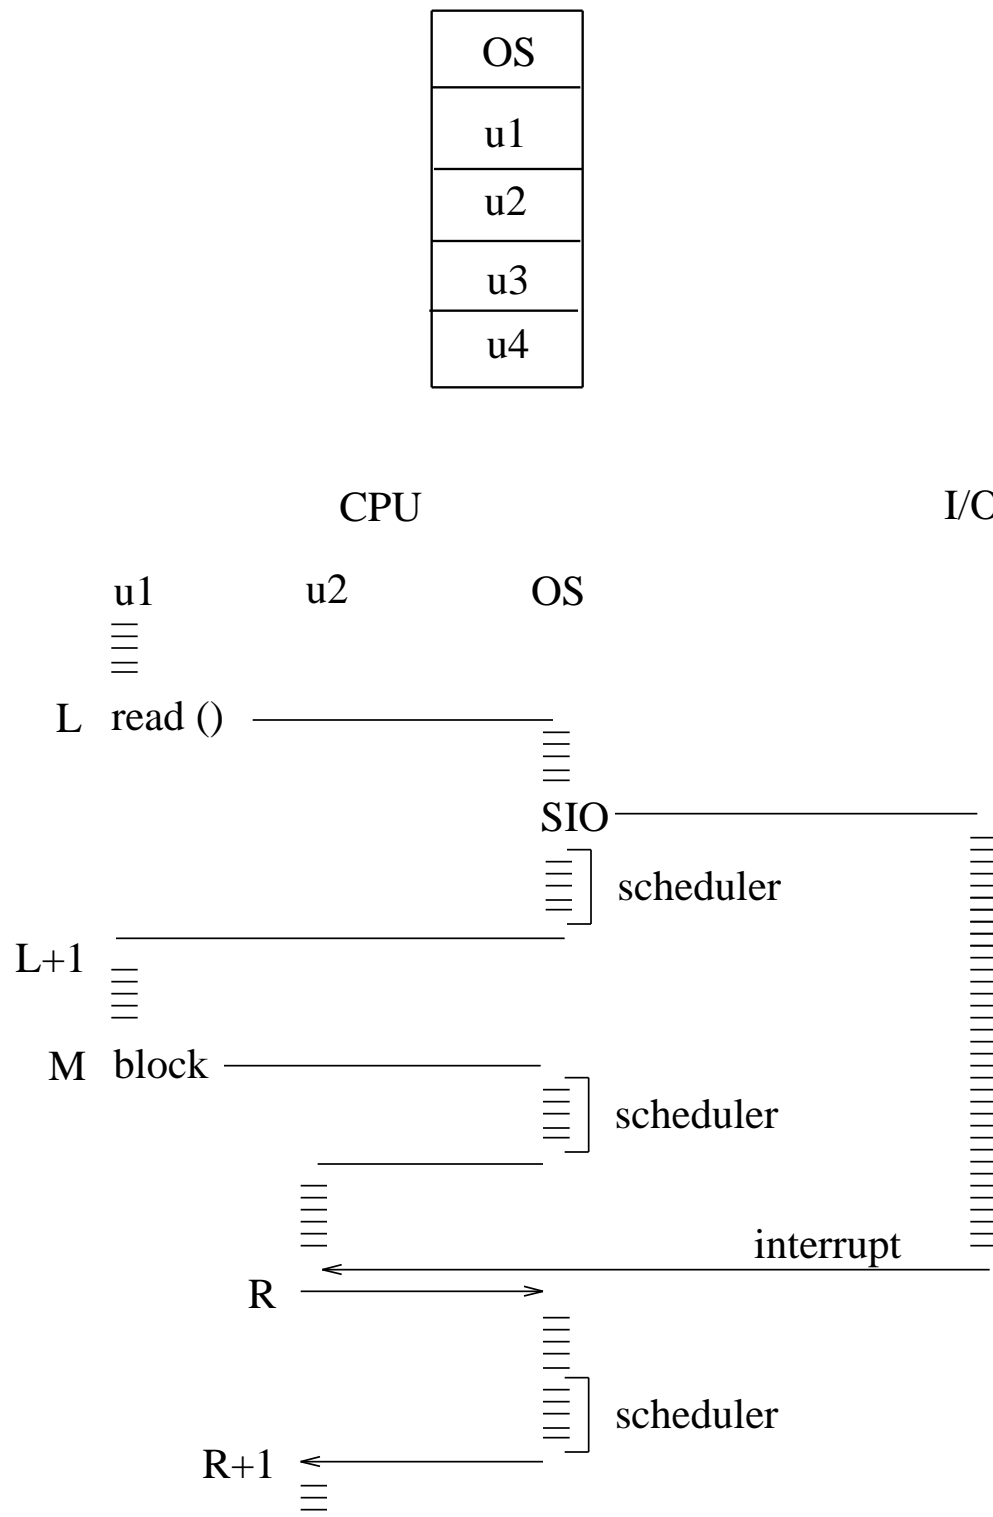 OS
u1
u2
u3
u4
CPU I/O
u1 u2 OS
L read ()
SIO
scheduler
L+1
M block
scheduler
interrupt
R
scheduler
R+1